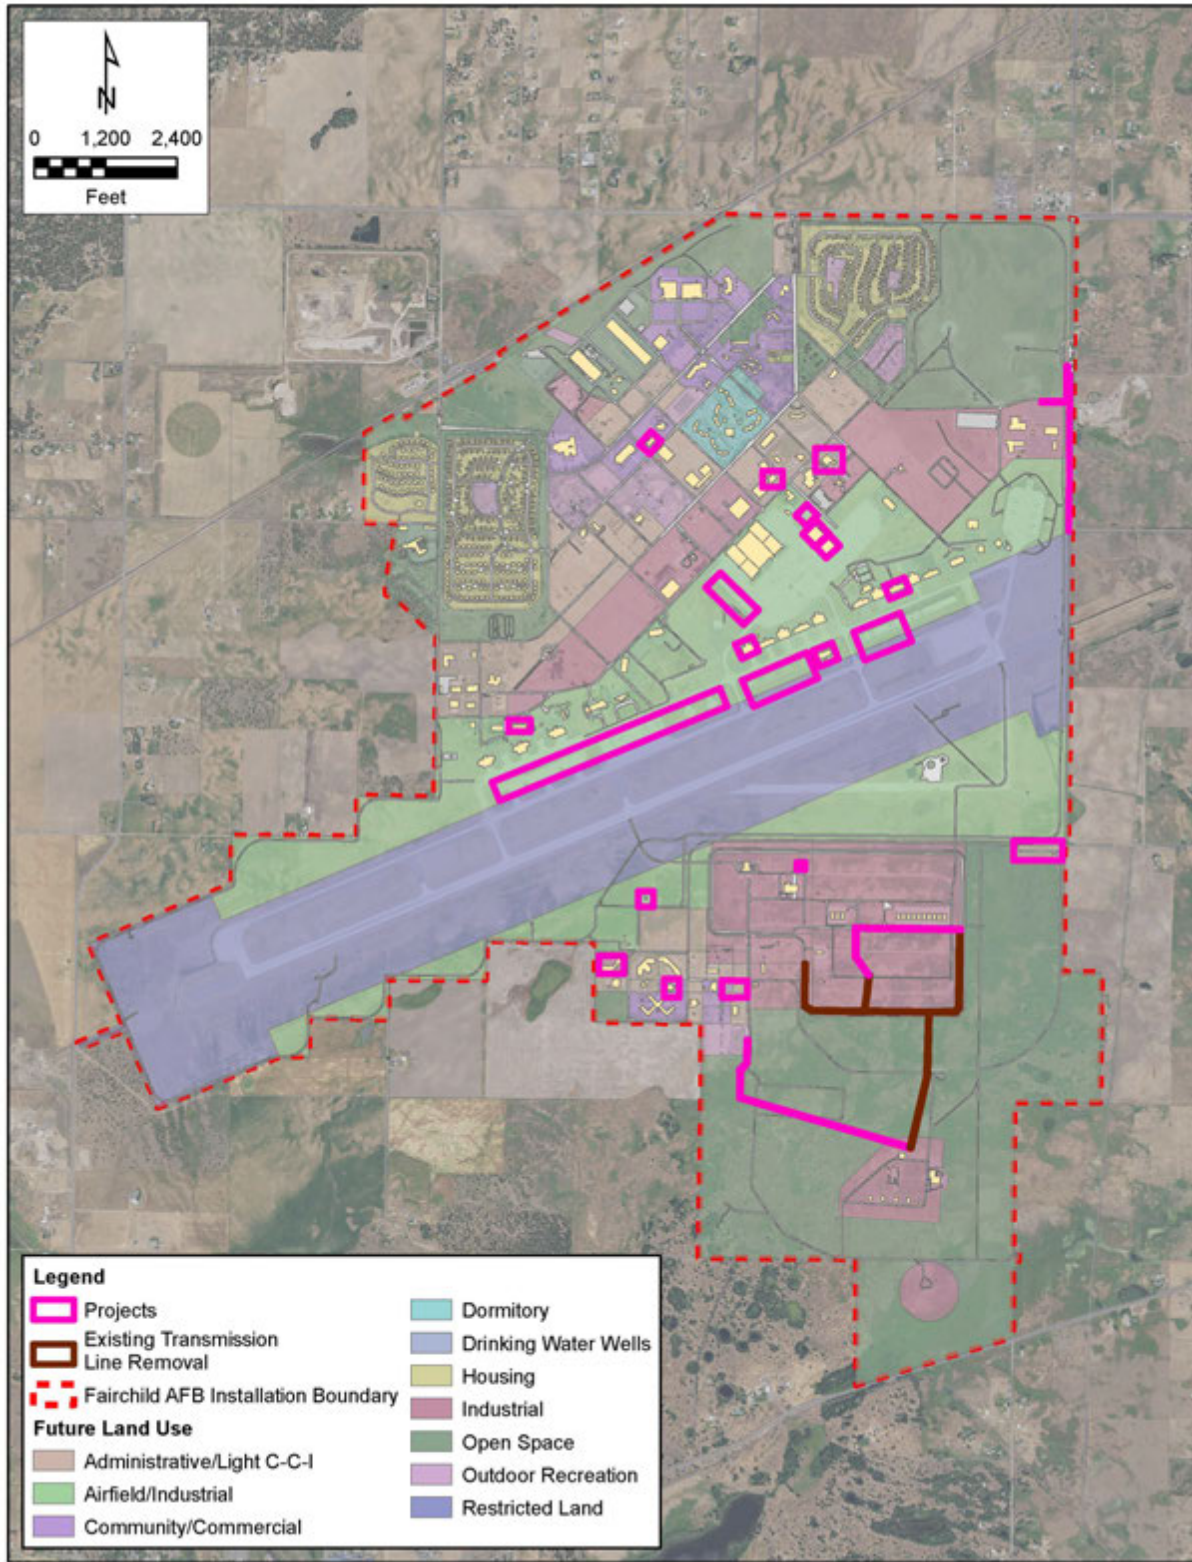 N
0 1,200 2,400
Feet
Legend
Projects
Existing Transmission
Line Removal
Fairchild AFB Installation Boundary
Future Land Use
Administrative/Light C-C-I
Airfield/Industrial
Community/Commercial
Dormitory
Drinking Water Wells
Housing
Industrial
Open Space
Outdoor Recreation
Restricted Land